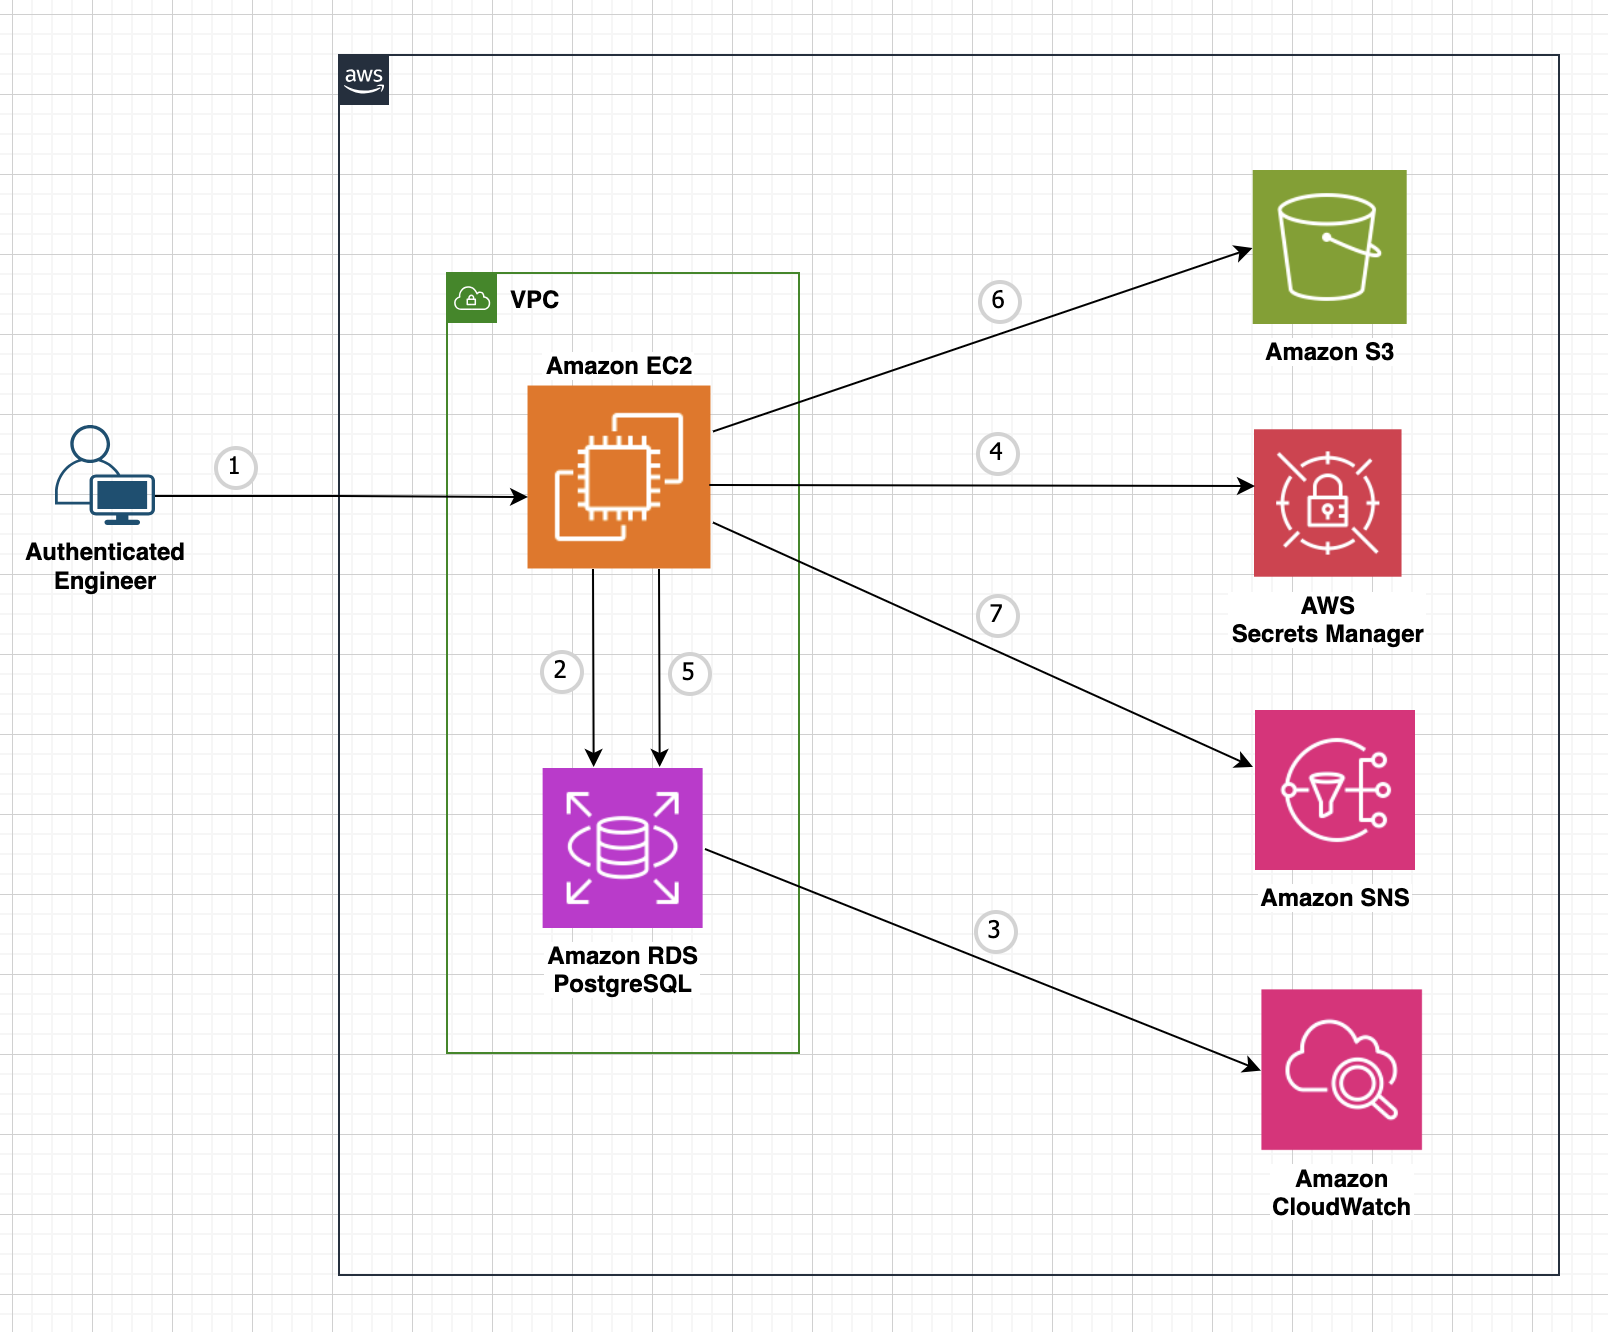 aws
VPC
Amazon EC2
6
Amazon S3
4
1
Authenticated
Engineer
AWS
Secrets Manager
7
2
5
Amazon SNS
3
Amazon RDS
PostgreSQL
Amazon
CloudWatch